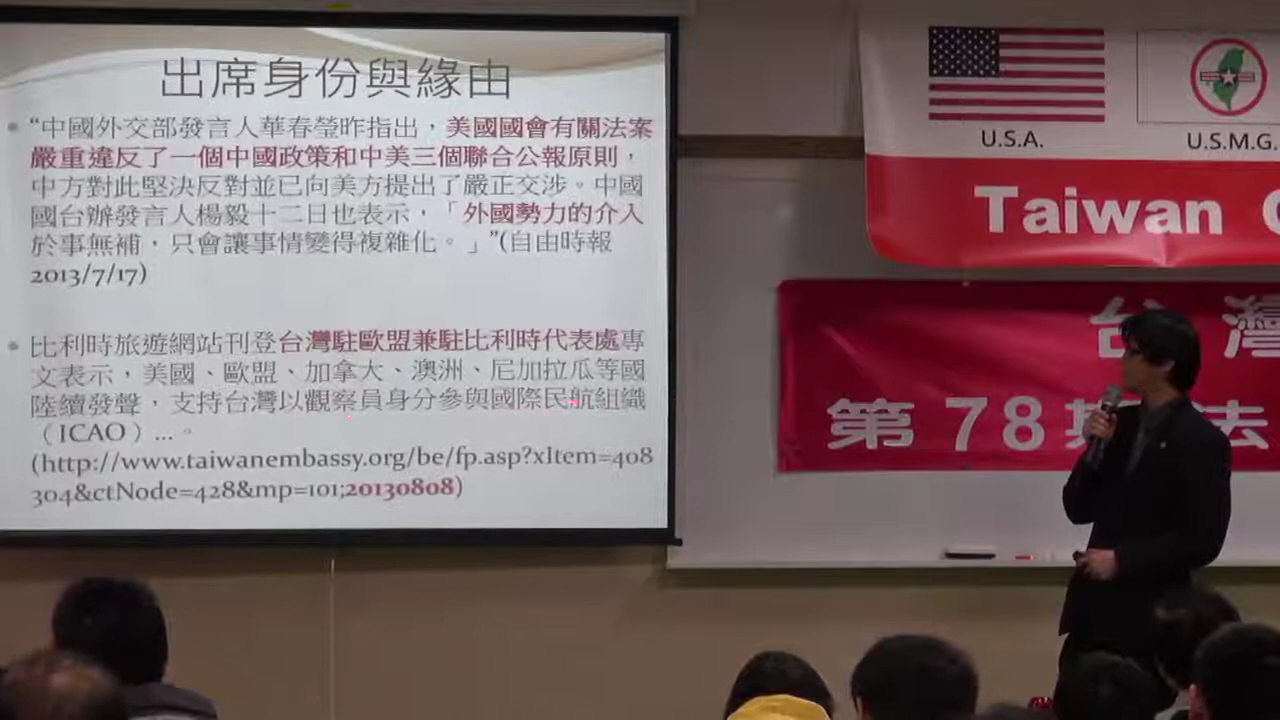 出席身份與緣由
“中國外交部發言人華春瑩昨指出，美國國會有關法案
嚴重違反了一個中國政策和中美三個聯合公報原則，
中方對此堅決反對並已向美方提出了嚴正交涉。中國
國台辦發言人楊毅十二日也表示，「外國勢力的介入
於事無補，只會讓事情變得複雜化。」”(自由時報
2013/7/17)
比利時旅遊網站刊登台灣駐歐盟兼駐比利時代表處專
文表示，美國、歐盟、加拿大、澳洲、尼加拉瓜等國
陸續發聲，支持台灣以觀察員身分參與國際民航組織
（ICAO）…。
(http://www.taiwanembassy.org/be/fp.asp?xItem=408
304&ctNode=428&mp=101;20130808)
U.S.A.
U.S.M.G.
Taiwan
台灣
第78期法